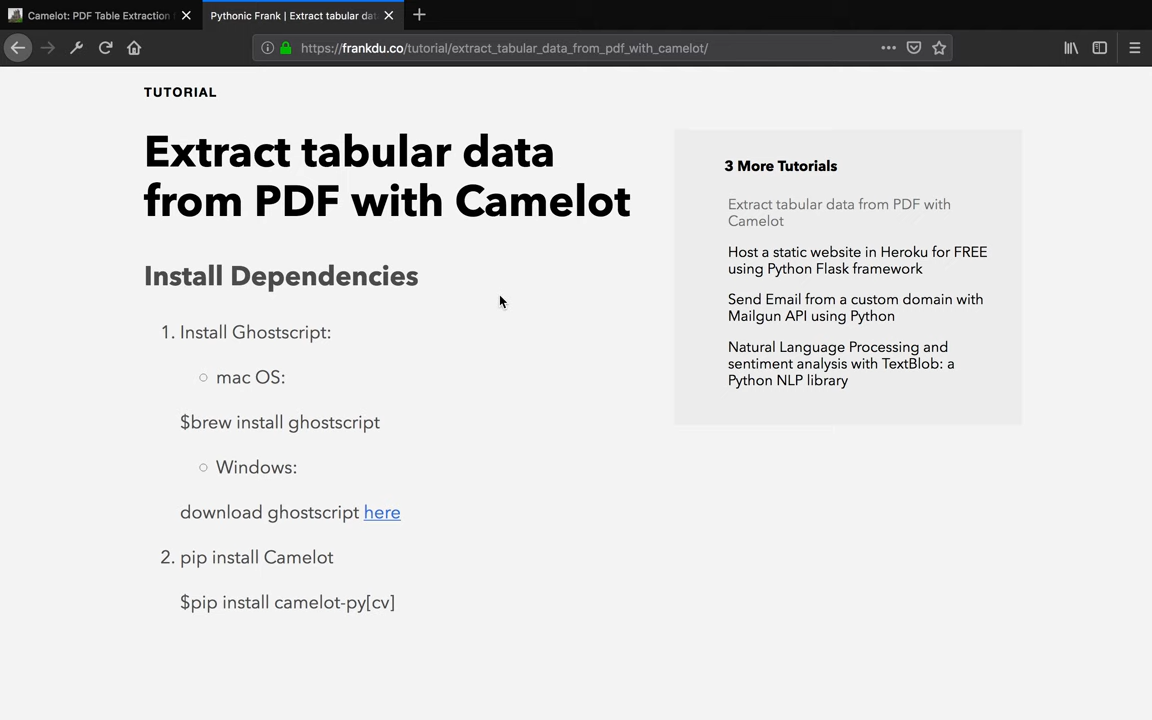 Camelot: PDF Table Extraction
Pythonic Frank | Extract tabular dat
https://frankdu.co/tutorial/extract_tabular_data_from_pdf_with_camelot/
TUTORIAL
Extract tabular data
from PDF with Camelot
Install Dependencies
1. Install Ghostscript:
mac OS:
$brew install ghostscript
Windows:
download ghostscript here
2. pip install Camelot
$pip install camelot-py[cv]
3 More Tutorials
Extract tabular data from PDF with
Camelot
Host a static website in Heroku for FREE
using Python Flask framework
Send Email from a custom domain with
Mailgun API using Python
Natural Language Processing and
sentiment analysis with TextBlob: a
Python NLP library